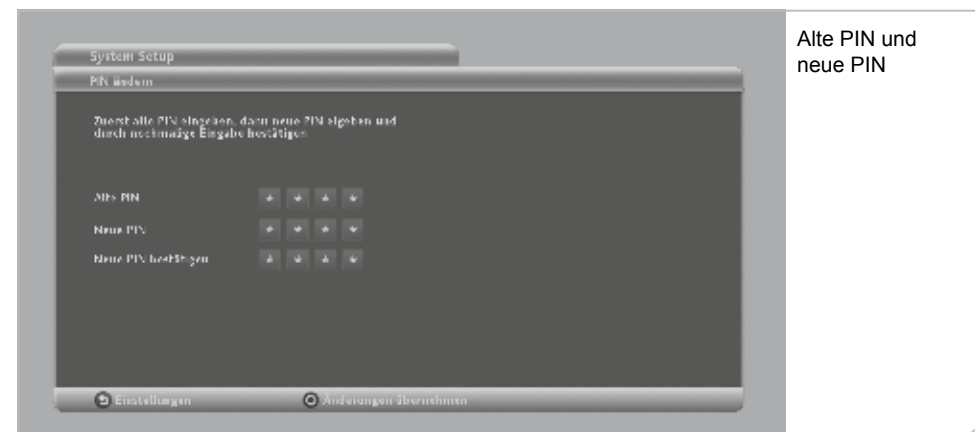 System Setup
PIN ändern
Zuerst alte PIN eingeben, dann neue PIN eigeben und
durch nochmalige Eingabe bestätigen
Alte PIN
* * * *
Neue PIN
* * * *
Neue PIN bestätigen
* * * *
Einstellungen
Änderungen übernehmen
Alte PIN und
neue PIN